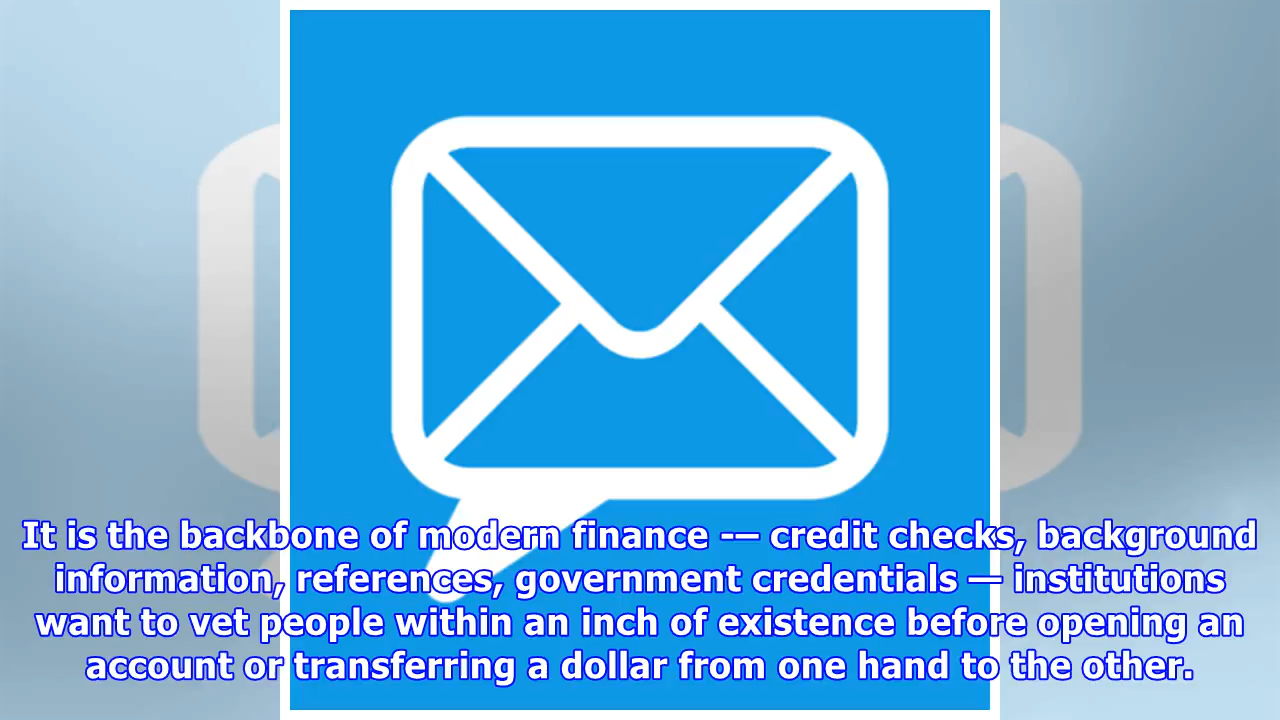 It is the backbone of modern finance -— credit checks, background
information, references, government credentials — institutions
want to vet people within an inch of existence before opening an
account or transferring a dollar from one hand to the other.